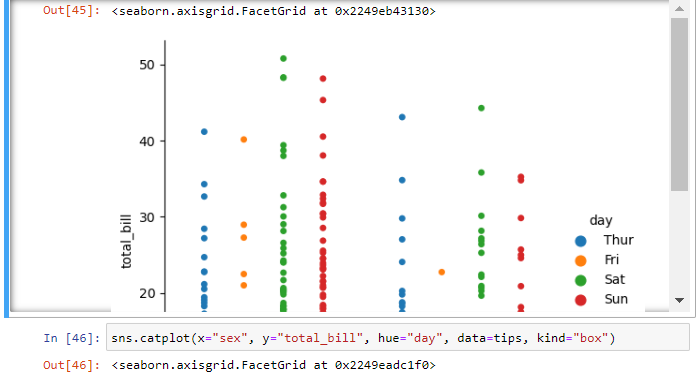 Out[45]: <seaborn.axisgrid.FacetGrid at 0x2249eb43130>
50
40
30
20
total_bill
day
Thur
Fri
Sat
Sun
In [46]: sns.catplot(x="sex", y="total_bill", hue="day", data=tips, kind="box")
Out[46]: <seaborn.axisgrid.FacetGrid at 0x2249eadc1f0>